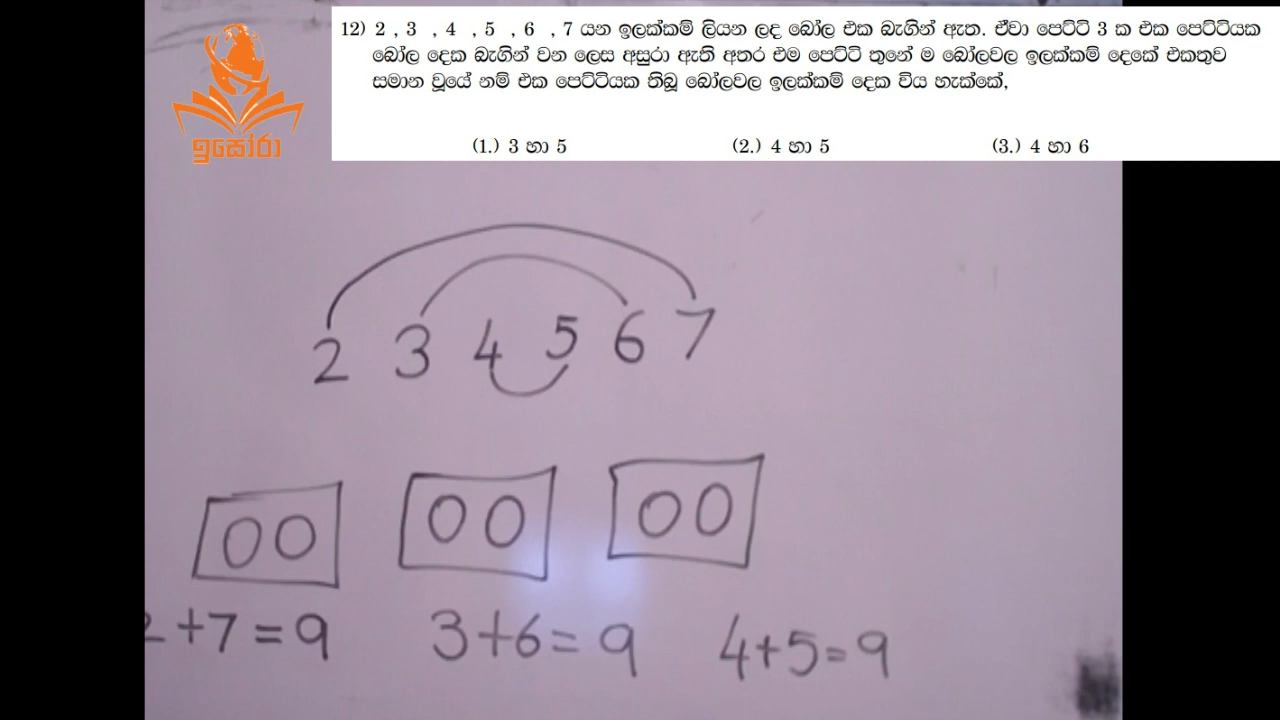 12) 2 , 3 , 4 , 5 , 6 , 7 යන ඉලක්කම් ලියන ලද බෝල එක බැගින් ඇත. ඒවා පෙට්ටි 3 ක එක පෙට්ටියක
බෝල දෙක බැගින් වන ලෙස අසුරා ඇති අතර එම පෙට්ටි තුනේ ම බෝලවල ඉලක්කම් දෙකේ එකතුව
සමාන වූයේ නම් එක පෙට්ටියක තිබූ බෝලවල ඉලක්කම් දෙක විය හැක්කේ,
(1.) 3 හා 5 (2.) 4 හා 5 (3.) 4 හා 6
ඉසෝරා
2 3 4 5 6 7
00 00 00
2+7=9 3+6=9 4+5=9